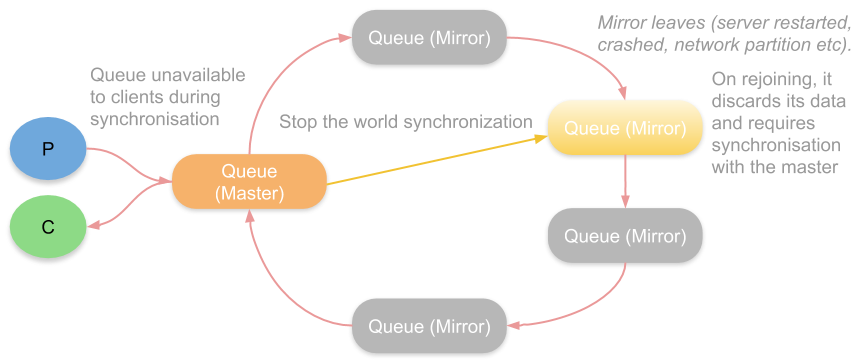 Queue (Mirror)
Mirror leaves (server restarted,
crashed, network partition etc).
Queue unavailable
to clients during
synchronisation
On rejoining, it
discards its data
and requires
synchronisation
with the master
Stop the world synchronization
Queue (Mirror)
P
Queue
(Master)
C
Queue (Mirror)
Queue (Mirror)